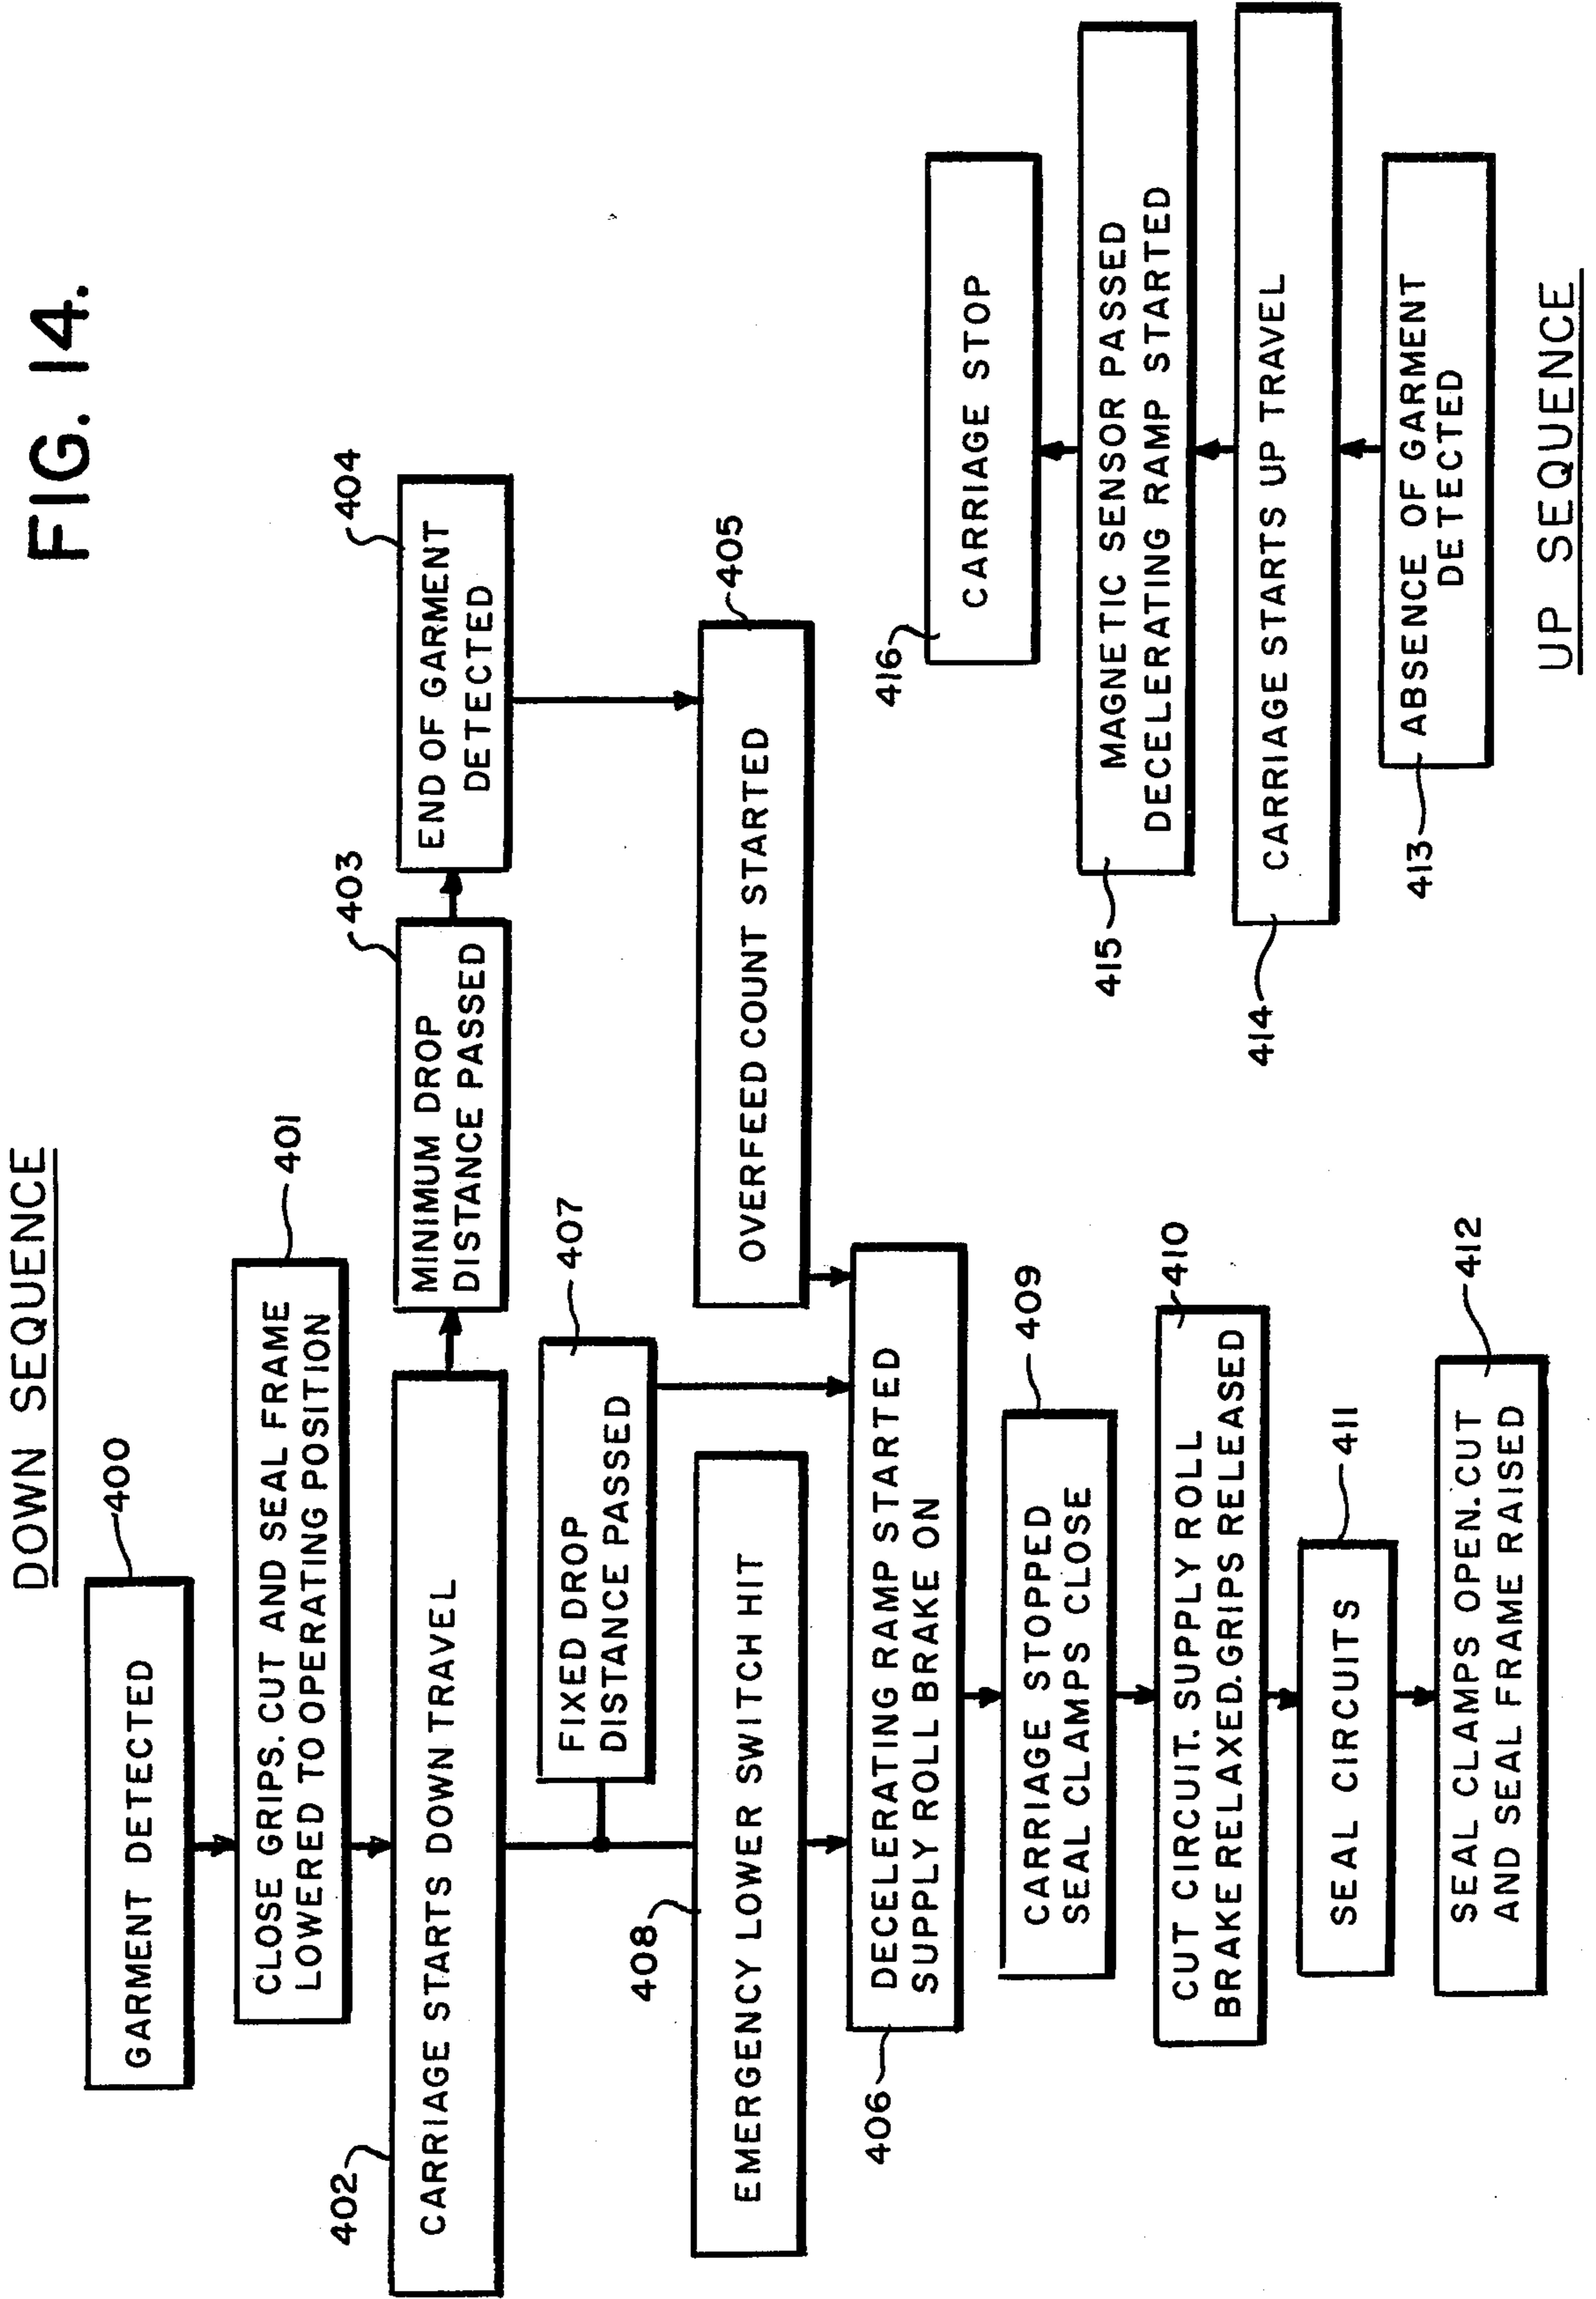 FIG. 14.
DOWN SEQUENCE
400
GARMENT DETECTED
401
CLOSE GRIPS. CUT AND SEAL FRAME
LOWERED TO OPERATING POSITION
402
CARRIAGE STARTS DOWN TRAVEL
403
MINIMUM DROP
DISTANCE PASSED
404
END OF GARMENT
DETECTED
407
FIXED DROP
DISTANCE PASSED
408
EMERGENCY LOWER SWITCH HIT
405
OVERFEED COUNT STARTED
406
DECELERATING RAMP STARTED
SUPPLY ROLL BRAKE ON
409
CARRIAGE STOPPED
SEAL CLAMPS CLOSE
410
CUT CIRCUIT. SUPPLY ROLL
BRAKE RELAXED. GRIPS RELEASED
411
SEAL CIRCUITS
412
SEAL CLAMPS OPEN. CUT
AND SEAL FRAME RAISED
416
CARRIAGE STOP
415
MAGNETIC SENSOR PASSED
DECELERATING RAMP STARTED
414
CARRIAGE STARTS UP TRAVEL
413
ABSENCE OF GARMENT
DETECTED
UP SEQUENCE